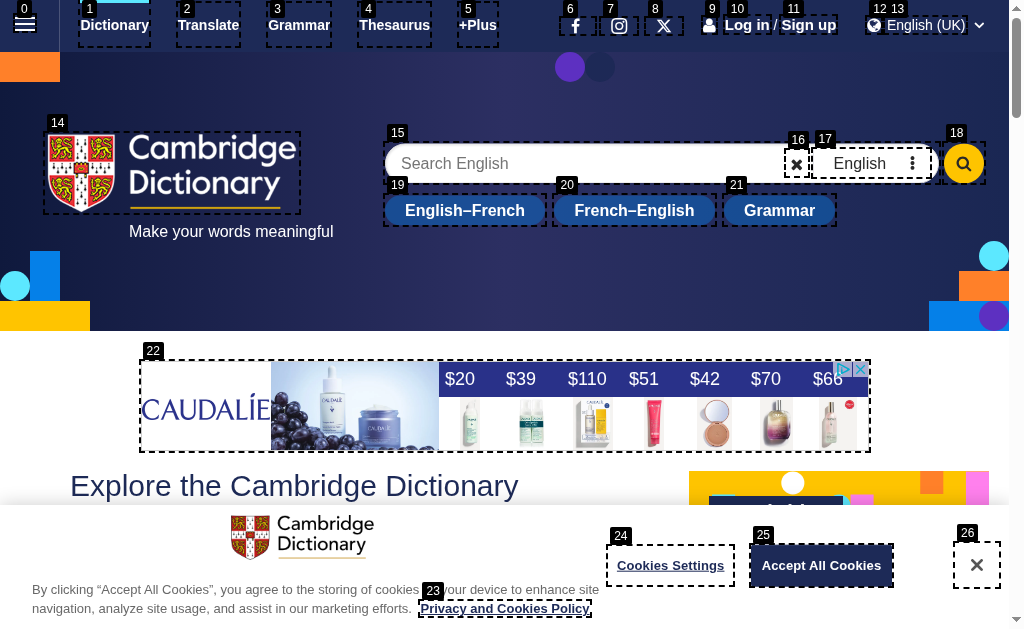 0 1 2 3 4 5 6 7 8 9 10 11 12 13
Dictionary Translate Grammar Thesaurus +Plus Log in / Sign up English (UK)
14 15 16 17 18
Cambridge
Dictionary
Make your words meaningful
Search English English
19 20 21
English–French French–English Grammar
22
CAUDALÍE
$20 $39 $110 $51 $42 $70 $66
Explore the Cambridge Dictionary
Cambridge
Dictionary
24 25 26
Cookies Settings Accept All Cookies
By clicking “Accept All Cookies”, you agree to the storing of cookies your device to enhance site
23
navigation, analyze site usage, and assist in our marketing efforts. Privacy and Cookies Policy